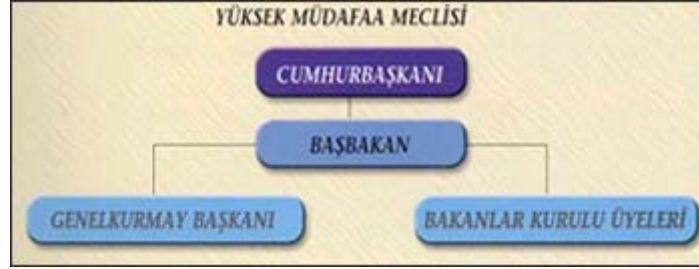 YÜKSEK MÜDAFAA MECLİSİ
CUMHURBAŞKANI
BAŞBAKAN
GENELKURMAY BAŞKANI
BAKANLAR KURULU ÜYELERİ